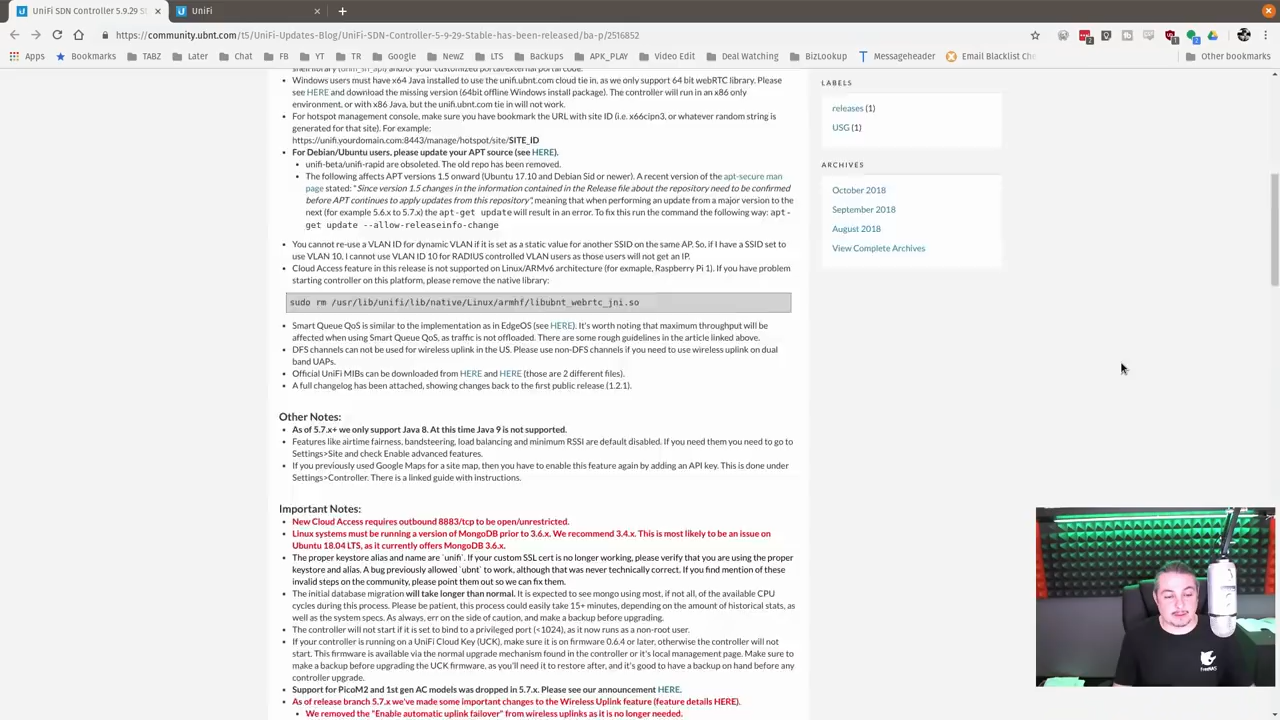 UniFi SDN Controller 5.9.29 S
UniFi
https://community.ubnt.com/t5/UniFi-Updates-Blog/UniFi-SDN-Controller-5-9-29-Stable-has-been-released/ba-p/2516852
Apps
Bookmarks
TABZ
Later
Chat
FB
YT
TR
Google
NewZ
LTS
Backups
APK_PLAY
Video Edit
Deal Watching
BizLookup
Messageheader
Email Blacklist Che
Other Bookmarks
Windows users must have x64 Java installed to use the unifi.ubnt.com cloud tie in, as we only support 64 bit webRTC library. Please
see HERE and download the missing version (64bit offline Windows install package). The controller will run in an x86 only
environment, or with x86 Java, but the unifi.ubnt.com tie in will not work.
For hotspot management console, make sure you have bookmark the URL with site ID (i.e. x66cipn3, or whatever random string is
generated for that site). For example:
https://unifi.yourdomain.com:8443/manage/hotspot/site/SITE_ID
For Debian/Ubuntu users, please update your APT source (see HERE).
unifi-beta/unifi-rapid are obsoleted. The old repo has been removed.
The following affects APT versions 1.5 onward (Ubuntu 17.10 and Debian Sid or newer). A recent version of the apt-secure man
page stated: "Since version 1.5 changes in the information contained in the Release file about the repository need to be confirmed
before APT continues to apply updates from this repository", meaning that when performing an update from a major version to the
next (for example 5.6.x to 5.7.x) the apt-get update will result in an error. To fix this run the command the following way: apt-
get update --allow-releaseinfo-change
You cannot re-use a VLAN ID for dynamic VLAN if it is set as a static value for another SSID on the same AP. So, if I have a SSID set to
use VLAN 10, I cannot use VLAN ID 10 for RADIUS controlled VLAN users as those users will not get an IP.
Cloud Access feature in this release is not supported on Linux/ARMv6 architecture (for exmaple, Raspberry Pi 1). If you have problem
starting controller on this platform, please remove the native library:
sudo rm /usr/lib/unifi/lib/native/Linux/armhf/libubnt_webrtc_jni.so
Smart Queue QoS is similar to the implementation as in EdgeOS (see HERE). It's worth noting that maximum throughput will be
affected when using Smart Queue QoS, as traffic is not offloaded. There are some rough guidelines in the article linked above.
DFS channels can not be used for wireless uplink in the US. Please use non-DFS channels if you need to use wireless uplink on dual
band UAPs.
Official UniFi MIBs can be downloaded from HERE and HERE (those are 2 different files).
A full changelog has been attached, showing changes back to the first public release (1.2.1).
Other Notes:
As of 5.7.x+ we only support Java 8. At this time Java 9 is not supported.
Features like airtime fairness, bandsteering, load balancing and minimum RSSI are default disabled. If you need them you need to go to
Settings>Site and check Enable advanced features.
If you previously used Google Maps for a site map, then you have to enable this feature again by adding an API key. This is done under
Settings>Controller. There is a linked guide with instructions.
Important Notes:
New Cloud Access requires outbound 8883/tcp to be open/unrestricted.
Linux systems must be running a version of MongoDB prior to 3.6.x. We recommend 3.4.x. This is most likely to be an issue on
Ubuntu 18.04 LTS, as it currently offers MongoDB 3.6.x.
The proper keystore alias and name are `unifi`. If your custom SSL cert is no longer working, please verify that you are using the proper
keystore and alias. A bug previously allowed `ubnt` to work, although that was never technically correct. If you find mention of these
invalid steps on the community, please point them out so we can fix them.
The initial database migration will take longer than normal. It is expected to see mongo using most, if not all, of the available CPU
cycles during this process. Please be patient, this process could easily take 15+ minutes, depending on the amount of historical stats, as
well as the system specs. As always, err on the side of caution, and make a backup before upgrading.
The controller will not start if it is set to bind to a privileged port (<1024), as it now runs as a non-root user.
If your controller is running on a UniFi Cloud Key (UCK), make sure it is on firmware 0.6.4 or later, otherwise the controller will not
start. This firmware is available via the normal upgrade mechanism found in the controller or it's local management page. Make sure to
make a backup before upgrading the UCK firmware, as you'll need it to restore after, and it's good to have a backup on hand before any
controller upgrade.
Support for PicoM2 and 1st gen AC models was dropped in 5.7.x. Please see our announcement HERE.
As of release branch 5.7.x we've made some important changes to the Wireless Uplink feature (feature details HERE).
We removed the "Enable automatic uplink failover" from wireless uplinks as it is no longer needed.
LABELS
releases (1)
USG (1)
ARCHIVES
October 2018
September 2018
August 2018
View Complete Archives
FreeNAS